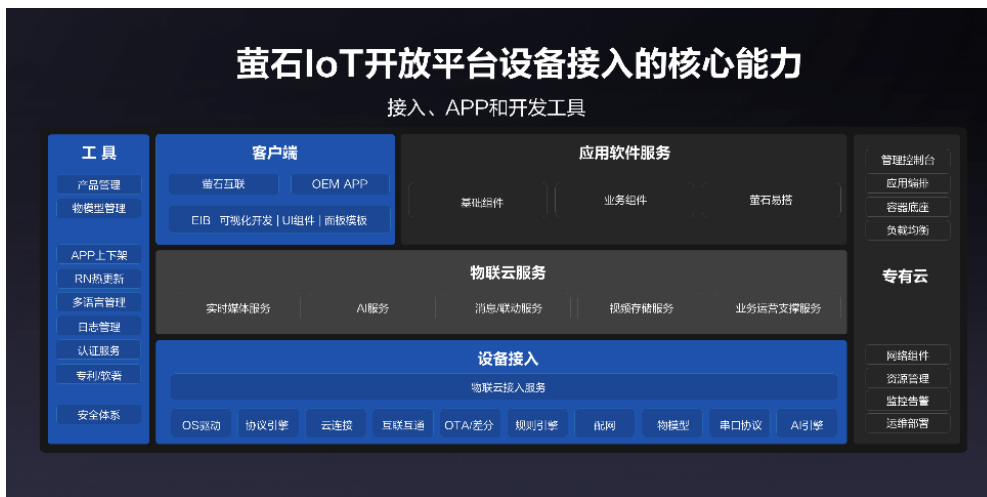 萤石IoT开放平台设备接入的核心能力
接入、APP和开发工具
工具
产品管理
物模型管理
APP上下架
RN热更新
多语言管理
日志管理
认证服务
专利/软著
安全体系
客户端
萤石互联
OEM APP
EIB 可视化开发 | UI组件 | 面板模板
应用软件服务
基础组件
业务组件
萤石易搭
物联云服务
实时媒体服务
AI服务
消息/联动服务
视频存储服务
业务运营支撑服务
设备接入
物联云接入服务
OS驱动
协议引擎
云连接
互联互通
OTA/差分
规则引擎
配网
物模型
串口协议
AI引擎
管理控制台
应用编排
容器底座
负载均衡
专有云
网络组件
资源管理
监控告警
运维部署